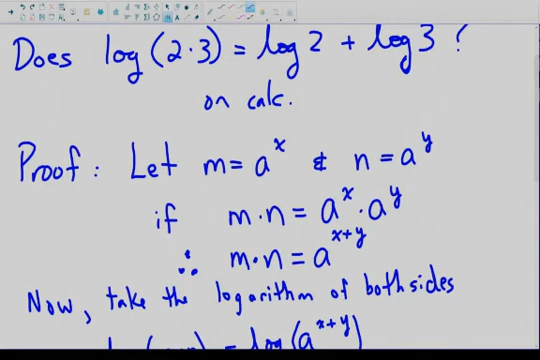 Does log(2·3) = log 2 + log 3 ?
on calc.
Proof: Let m = a^x & n = a^y
if m·n = a^x · a^y
∴ m·n = a^(x+y)
Now, take the logarithm of both sides
= log(a^(x+y))